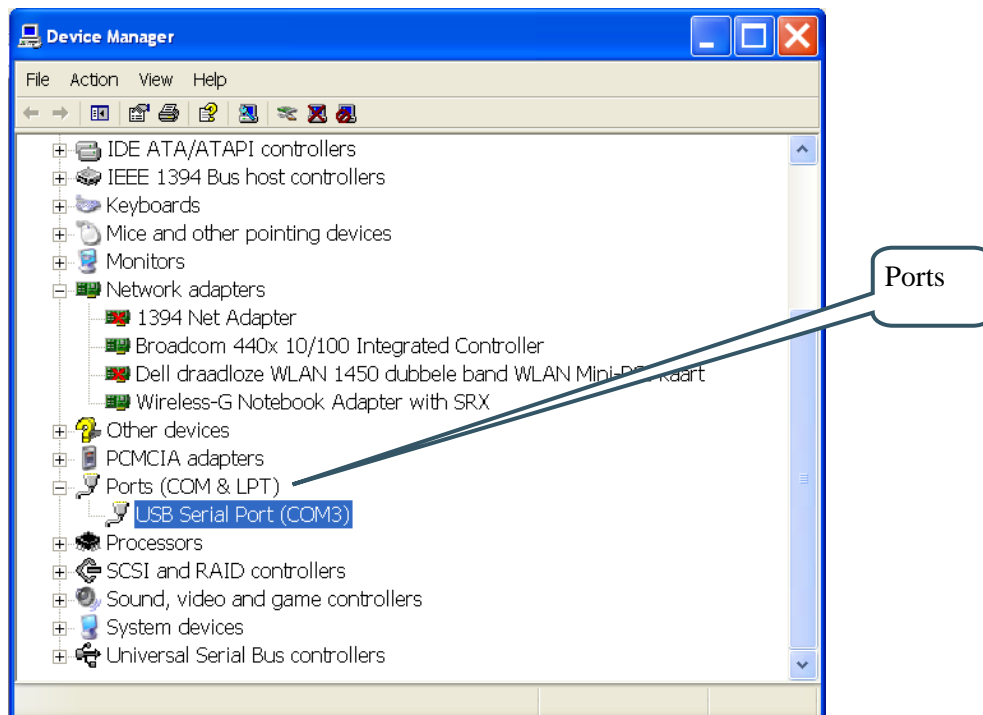 Device Manager
File Action View Help
IDE ATA/ATAPI controllers
IEEE 1394 Bus host controllers
Keyboards
Mice and other pointing devices
Monitors
Network adapters
1394 Net Adapter
Broadcom 440x 10/100 Integrated Controller
Dell draadloze WLAN 1450 dubbele band WLAN Mini-PCI Kaart
Wireless-G Notebook Adapter with SRX
Other devices
PCMCIA adapters
Ports (COM & LPT)
USB Serial Port (COM3)
Processors
SCSI and RAID controllers
Sound, video and game controllers
System devices
Universal Serial Bus controllers
Ports